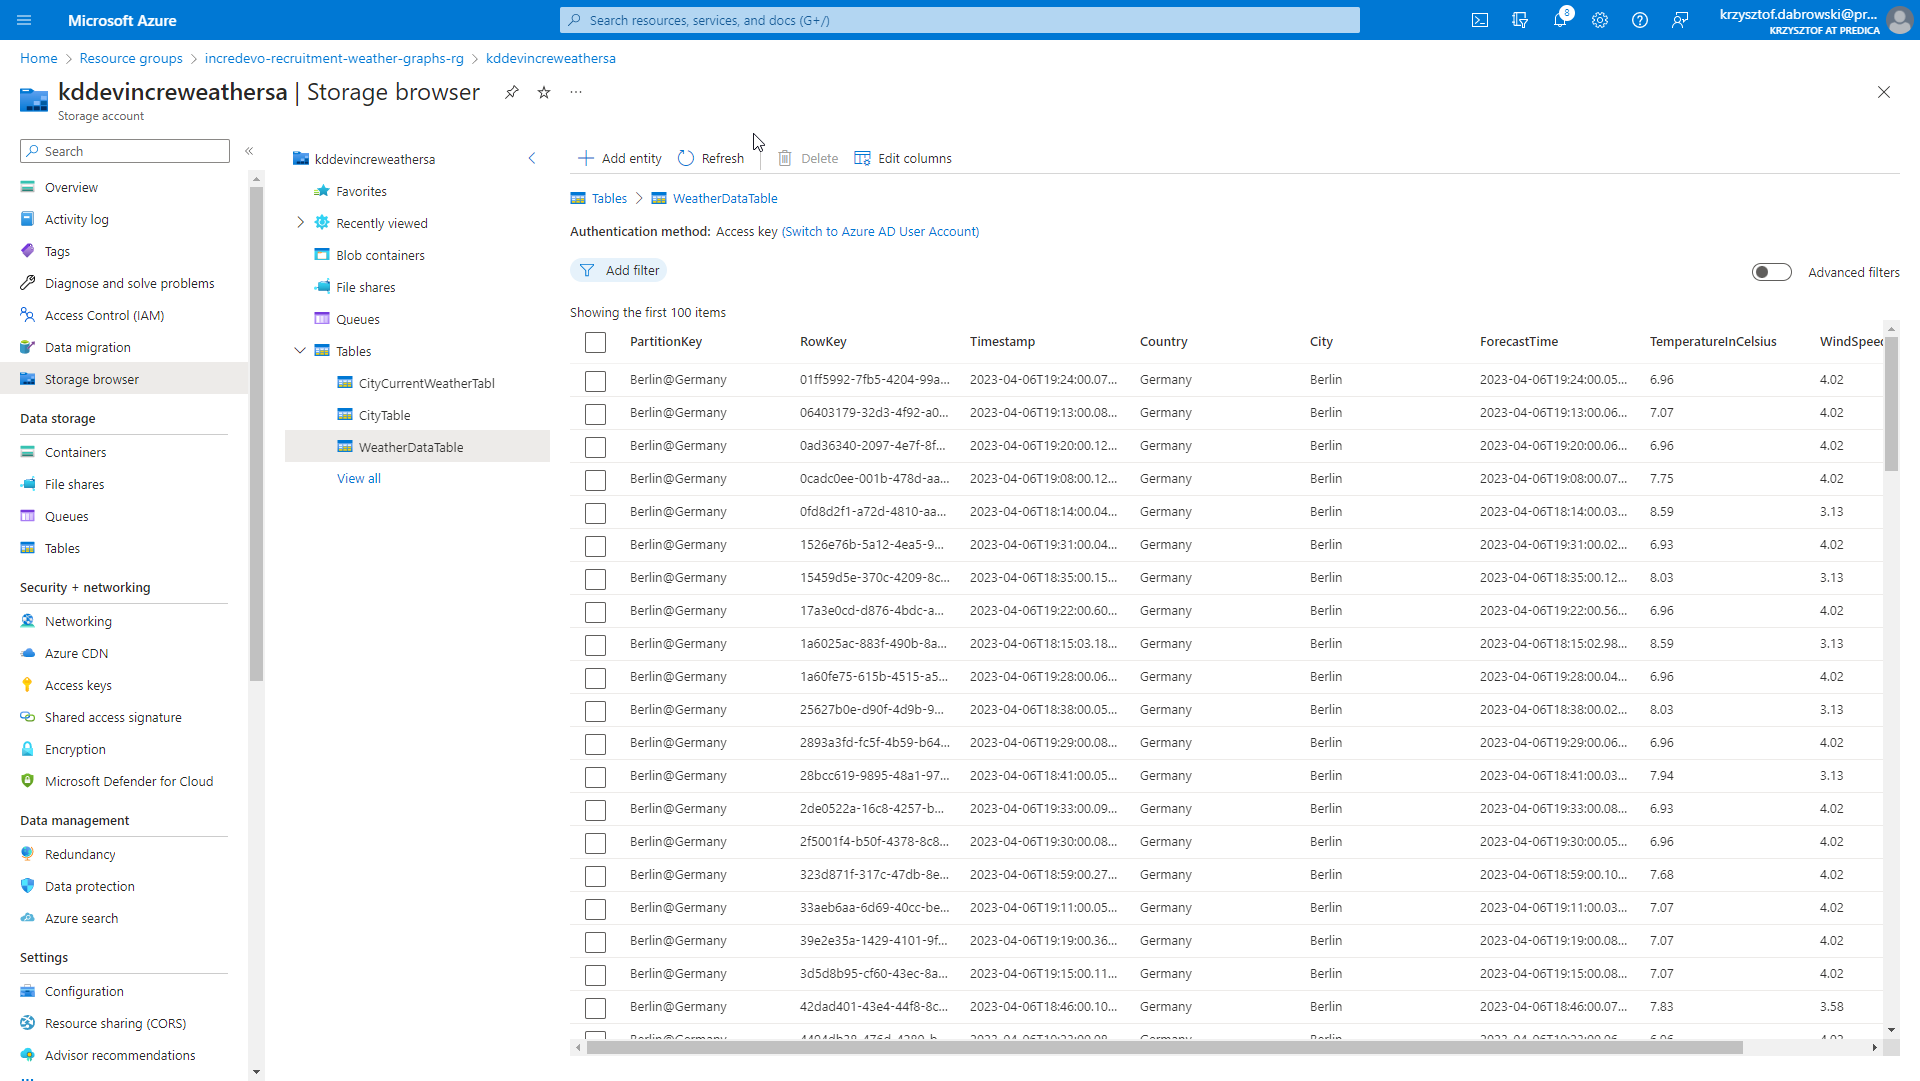 Microsoft Azure
Search resources, services, and docs (G+/)
8
krzysztof.dabrowski@pr...
KRZYSZTOF AT PREDICA
Home > Resource groups > incredevo-recruitment-weather-graphs-rg > kddevincreweathersa
kddevincreweathersa | Storage browser ...
Storage account
Search
Overview
Activity log
Tags
Diagnose and solve problems
Access Control (IAM)
Data migration
Storage browser
Data storage
Containers
File shares
Queues
Tables
Security + networking
Networking
Azure CDN
Access keys
Shared access signature
Encryption
Microsoft Defender for Cloud
Data management
Redundancy
Data protection
Azure search
Settings
Configuration
Resource sharing (CORS)
Advisor recommendations
kddevincreweathersa
Favorites
Recently viewed
Blob containers
File shares
Queues
Tables
CityCurrentWeatherTabl
CityTable
WeatherDataTable
View all
Add entity Refresh Delete Edit columns
Tables > WeatherDataTable
Authentication method: Access key (Switch to Azure AD User Account)
Add filter
Advanced filters
Showing the first 100 items
PartitionKey RowKey Timestamp Country City ForecastTime TemperatureInCelsius WindSpeed
Berlin@Germany 01ff5992-7fb5-4204-99a... 2023-04-06T19:24:00.07... Germany Berlin 2023-04-06T19:24:00.05... 6.96 4.02
Berlin@Germany 06403179-32d3-4f92-a0... 2023-04-06T19:13:00.08... Germany Berlin 2023-04-06T19:13:00.06... 7.07 4.02
Berlin@Germany 0ad36340-2097-4e7f-8f... 2023-04-06T19:20:00.12... Germany Berlin 2023-04-06T19:20:00.06... 6.96 4.02
Berlin@Germany 0cadc0ee-001b-478d-aa... 2023-04-06T19:08:00.12... Germany Berlin 2023-04-06T19:08:00.07... 7.75 4.02
Berlin@Germany 0fd8d2f1-a72d-4810-aa... 2023-04-06T18:14:00.04... Germany Berlin 2023-04-06T18:14:00.03... 8.59 3.13
Berlin@Germany 1526e76b-5a12-4ea5-9... 2023-04-06T19:31:00.04... Germany Berlin 2023-04-06T19:31:00.02... 6.93 4.02
Berlin@Germany 15459d5e-370c-4209-8c... 2023-04-06T18:35:00.15... Germany Berlin 2023-04-06T18:35:00.12... 8.03 3.13
Berlin@Germany 17a3e0cd-d876-4bdc-a... 2023-04-06T19:22:00.60... Germany Berlin 2023-04-06T19:22:00.56... 6.96 4.02
Berlin@Germany 1a6025ac-883f-490b-8a... 2023-04-06T18:15:03.18... Germany Berlin 2023-04-06T18:15:02.98... 8.59 3.13
Berlin@Germany 1a60fe75-615b-4515-a5... 2023-04-06T19:28:00.06... Germany Berlin 2023-04-06T19:28:00.04... 6.96 4.02
Berlin@Germany 25627b0e-d90f-4d9b-9... 2023-04-06T18:38:00.05... Germany Berlin 2023-04-06T18:38:00.02... 8.03 3.13
Berlin@Germany 2893a3fd-fc5f-4b59-b64... 2023-04-06T19:29:00.08... Germany Berlin 2023-04-06T19:29:00.06... 6.96 4.02
Berlin@Germany 28bcc619-9895-48a1-97... 2023-04-06T18:41:00.05... Germany Berlin 2023-04-06T18:41:00.03... 7.94 3.13
Berlin@Germany 2de0522a-16c8-4257-b... 2023-04-06T19:33:00.09... Germany Berlin 2023-04-06T19:33:00.08... 6.93 4.02
Berlin@Germany 2f5001f4-b50f-4378-8c8... 2023-04-06T19:30:00.08... Germany Berlin 2023-04-06T19:30:00.05... 6.96 4.02
Berlin@Germany 323d871f-317c-47db-8e... 2023-04-06T18:59:00.27... Germany Berlin 2023-04-06T18:59:00.10... 7.68 4.02
Berlin@Germany 33aeb6aa-6d69-40cc-be... 2023-04-06T19:11:00.05... Germany Berlin 2023-04-06T19:11:00.03... 7.07 4.02
Berlin@Germany 39e2e35a-1429-4101-9f... 2023-04-06T19:19:00.36... Germany Berlin 2023-04-06T19:19:00.08... 7.07 4.02
Berlin@Germany 3d5d8b95-cf60-43ec-8a... 2023-04-06T19:15:00.11... Germany Berlin 2023-04-06T19:15:00.08... 7.07 4.02
Berlin@Germany 42dad401-43e4-44f8-8c... 2023-04-06T18:46:00.10... Germany Berlin 2023-04-06T18:46:00.07... 7.83 3.58